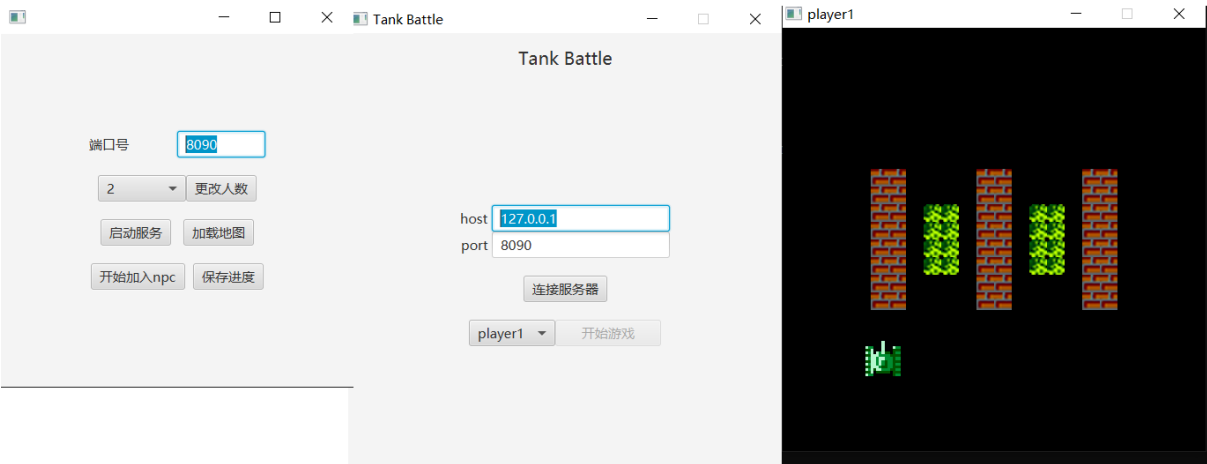 端口号 8090
2 更改人数
启动服务 加载地图
开始加入npc 保存进度
Tank Battle
Tank Battle
host 127.0.0.1
port 8090
连接服务器
player1 开始游戏
player1